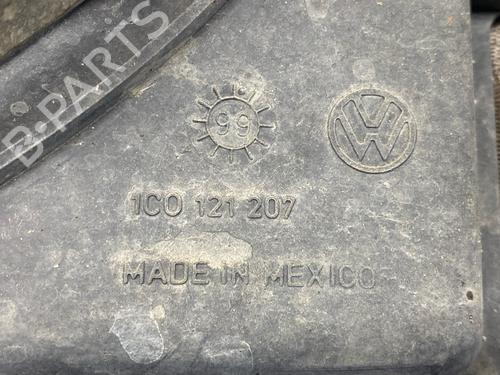 B-PARTS
99
VW
1C0 121 207
MADE IN MEXICO